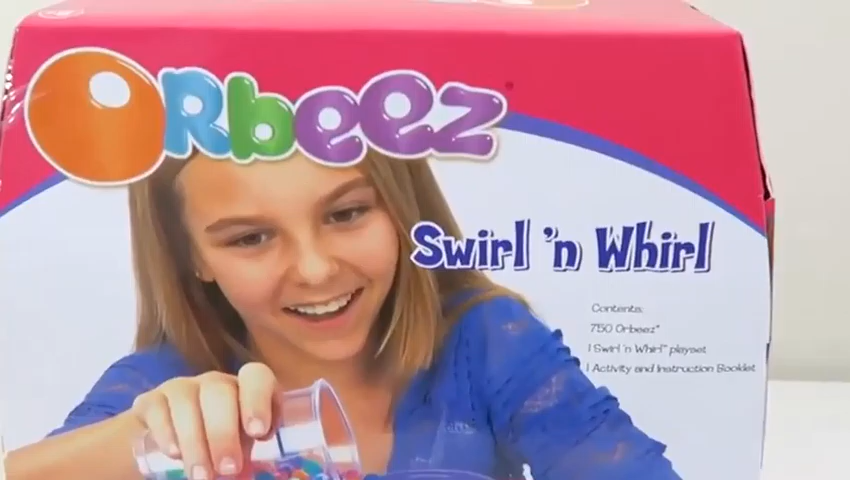 Orbeez
Swirl 'n Whirl
Contents:
750 Orbeez*
1 Swirl 'n Whirl™ playset
1 Activity and Instruction Booklet